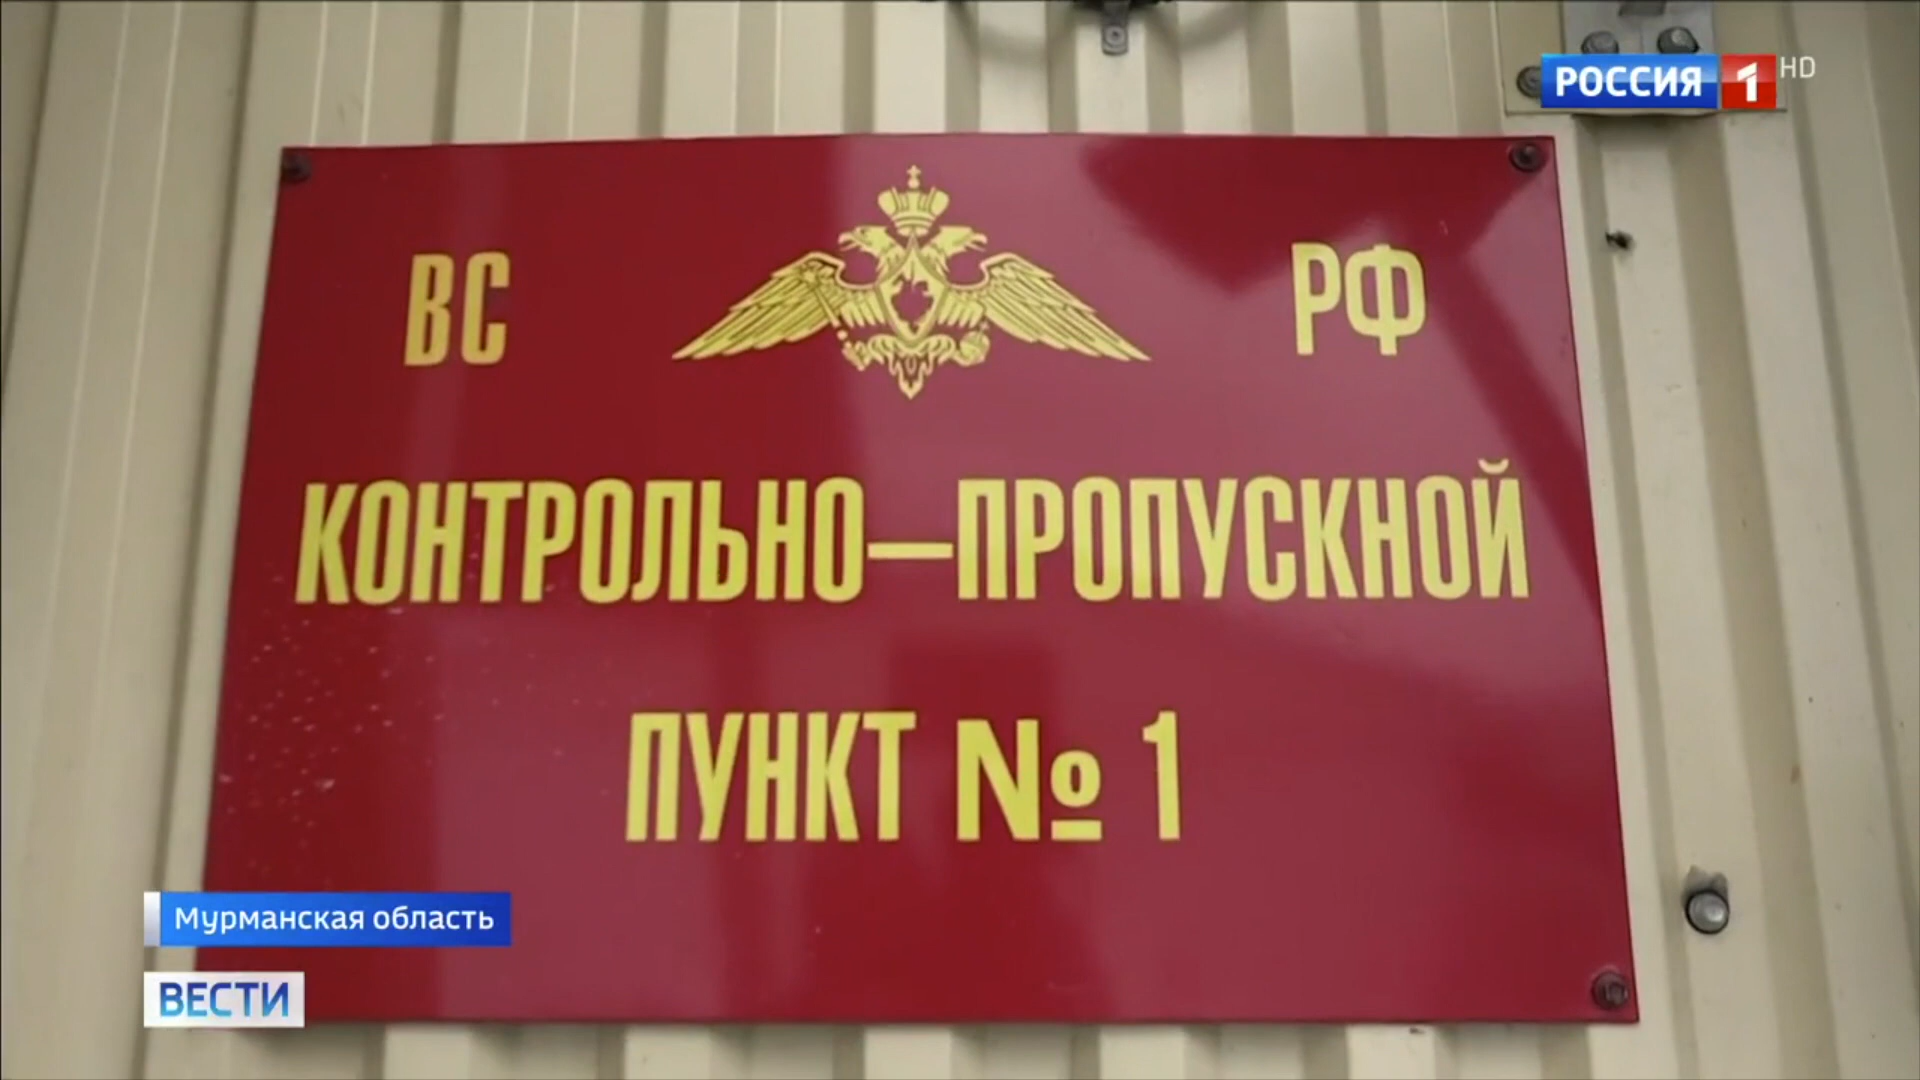 РОССИЯ 1 HD
ВС РФ
КОНТРОЛЬНО—ПРОПУСКНОЙ
ПУНКТ № 1
Мурманская область
ВЕСТИ